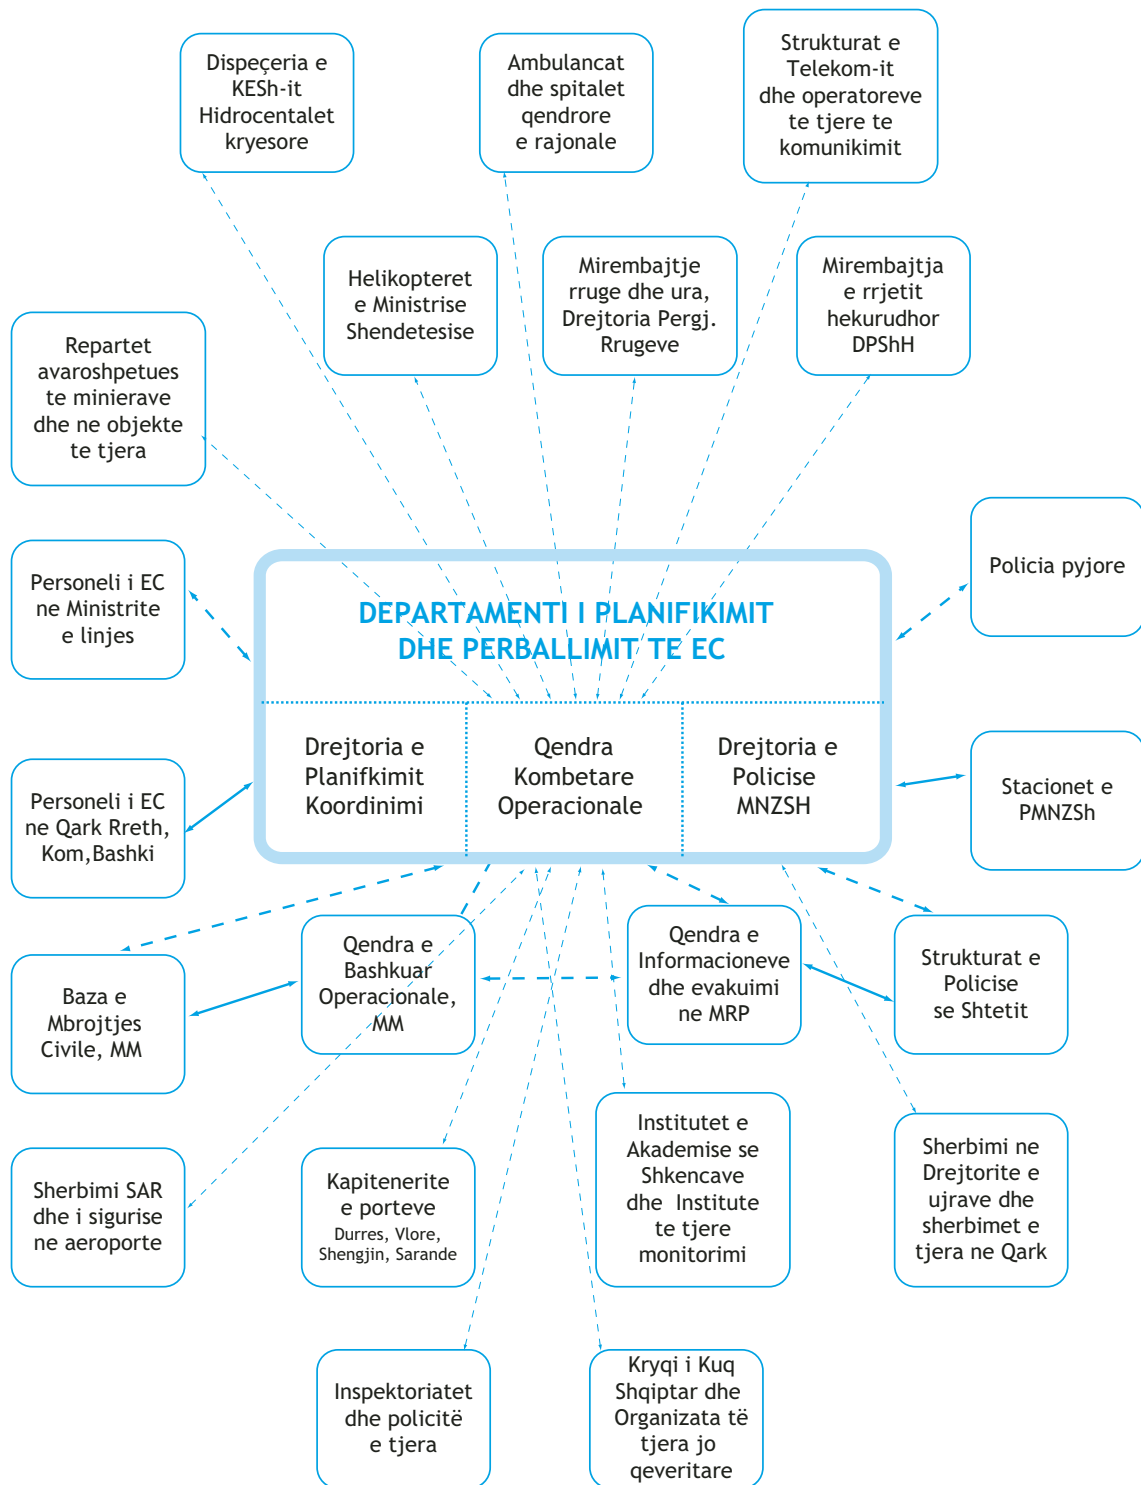 Dispeçeria e
KESh-it
Hidrocentalet
kryesore
Ambulancat
dhe spitalet
qendrore
e rajonale
Strukturat e
Telekom-it
dhe operatoreve
te tjere te
komunikimit
Helikopteret
e Ministrise
Shendetesise
Mirembajtje
rruge dhe ura,
Drejtoria Pergj.
Rrugeve
Mirembajtja
e rrjetit
hekurudhor
DPShH
Repartet
avaroshpetues
te minierave
dhe ne objekte
te tjera
Personeli i EC
ne Ministrite
e linjes
Policia pyjore
DEPARTAMENTI I PLANIFIKIMIT
DHE PERBALLIMIT TE EC
Drejtoria e
Planifkimit
Koordinimi
Qendra
Kombetare
Operacionale
Drejtoria e
Policise
MNZSH
Personeli i EC
ne Qark Rreth,
Kom,Bashki
Stacionet e
PMNZSh
Baza e
Mbrojtjes
Civile, MM
Qendra e
Bashkuar
Operacionale,
MM
Qendra e
Informacioneve
dhe evakuimi
ne MRP
Strukturat e
Policise
se Shtetit
Sherbimi SAR
dhe i sigurise
ne aeroporte
Kapitenerite
e porteve
Durres, Vlore,
Shengjin, Sarande
Institutet e
Akademise se
Shkencave
dhe Institute
te tjere
monitorimi
Sherbimi ne
Drejtorite e
ujrave dhe
sherbimet e
tjera ne Qark
Inspektoriatet
dhe policitë
e tjera
Kryqi i Kuq
Shqiptar dhe
Organizata të
tjera jo
qeveritare